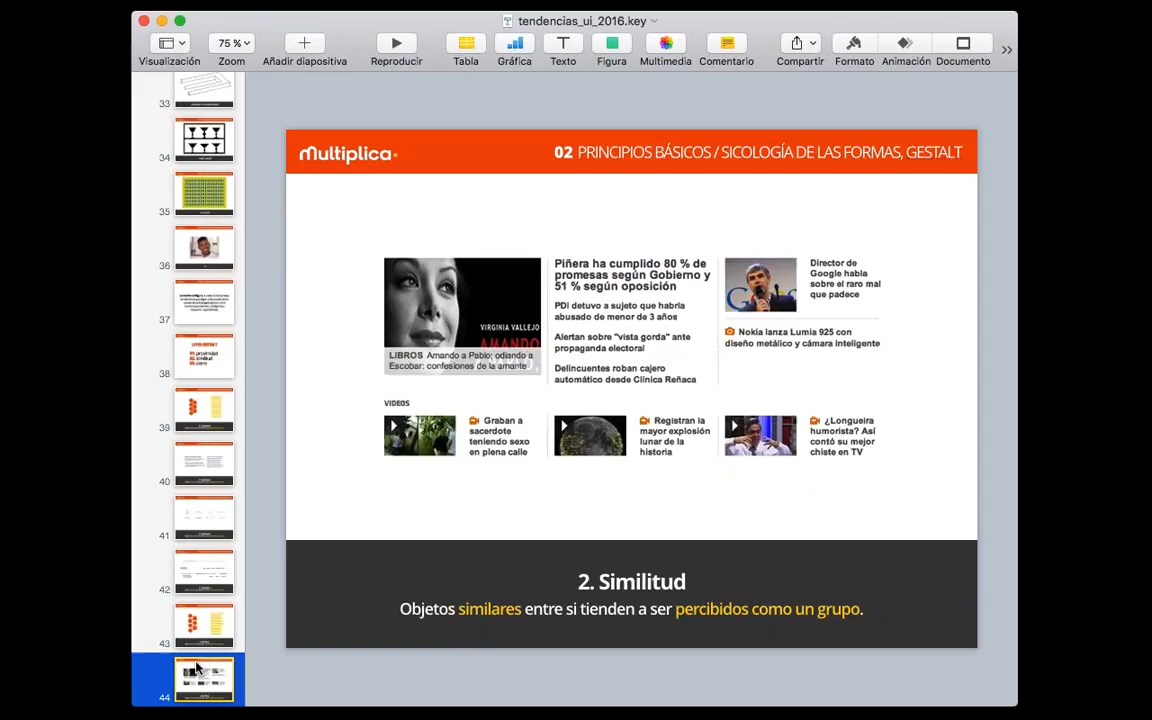 tendencias_ui_2016.key
75 %
Visualización
Zoom
Añadir diapositiva
Reproducir
Tabla
Gráfica
Texto
Figura
Multimedia
Comentario
Compartir
Formato
Animación
Documento
33
34
35
36
37
38
39
40
41
42
43
44
multiplica
02 PRINCIPIOS BÁSICOS / SICOLOGÍA DE LAS FORMAS, GESTALT
VIRGINIA VALLEJO
AMANDO
LIBROS Amando a Pablo; odiando a
Escobar: confesiones de la amante
Piñera ha cumplido 80 % de
promesas según Gobierno y
51 % según oposición
PDI detuvo a sujeto que habría
abusado de menor de 3 años
Alertan sobre "vista gorda" ante
propaganda electoral
Delincuentes roban cajero
automático desde Clínica Reñaca
Director de
Google habla
sobre el raro mal
que padece
Nokia lanza Lumia 925 con
diseño metálico y cámara inteligente
VIDEOS
Graban a
sacerdote
teniendo sexo
en plena calle
Registran la
mayor explosión
lunar de la
historia
¿Longueira
humorista? Así
contó su mejor
chiste en TV
2. Similitud
Objetos similares entre si tienden a ser percibidos como un grupo.